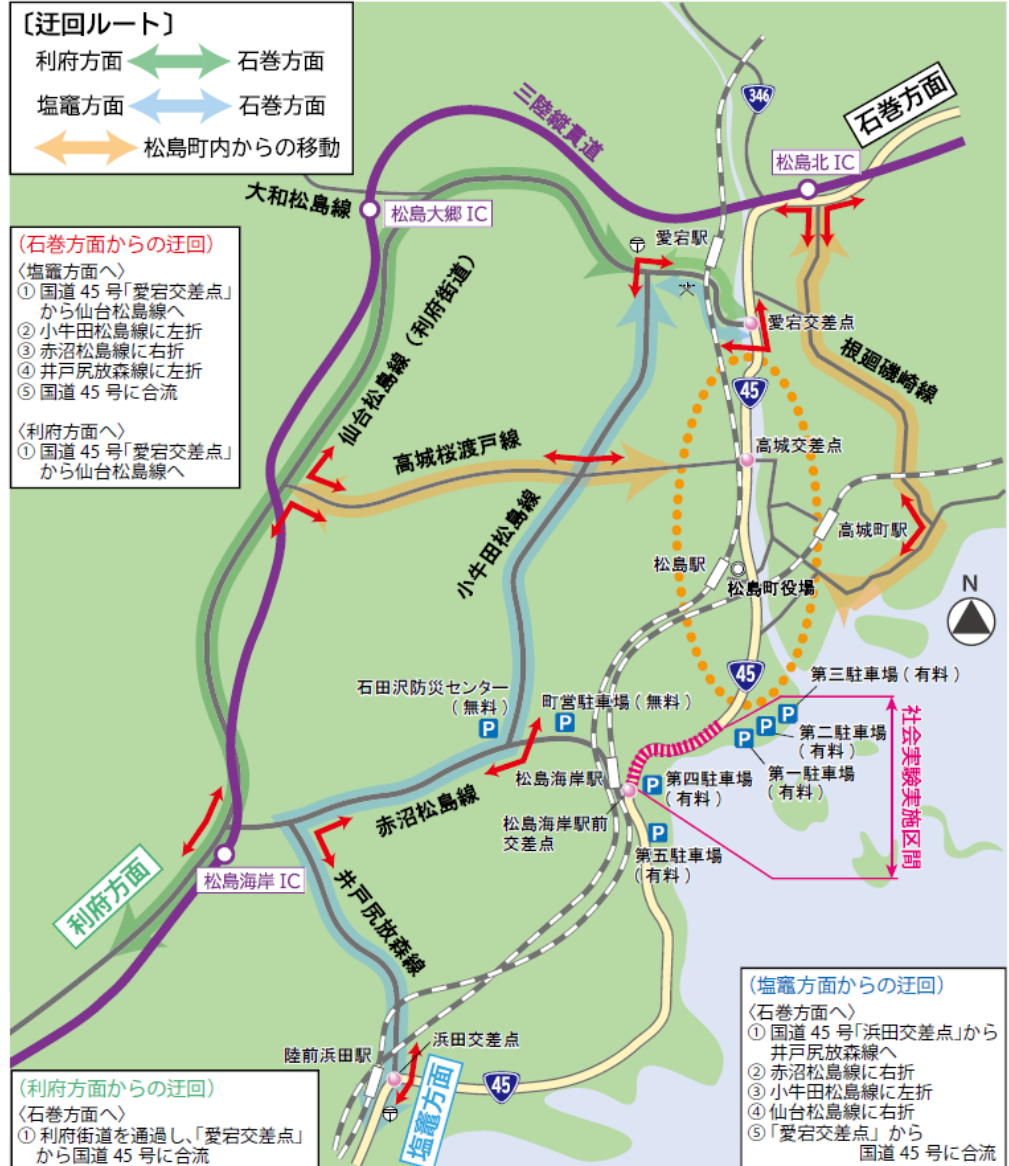 〔迂回ルート〕
利府方面 石巻方面
塩竈方面 石巻方面
松島町内からの移動
346
石巻方面
三陸縦貫道
松島北 IC
大和松島線
松島大郷 IC
愛宕駅
(石巻方面からの迂回)
〈塩竈方面へ〉
① 国道 45 号｢愛宕交差点｣
から仙台松島線へ
② 小牛田松島線に左折
③ 赤沼松島線に右折
④ 井戸尻放森線に左折
⑤ 国道 45 号に合流
〈利府方面へ〉
① 国道 45 号｢愛宕交差点｣
から仙台松島線へ
仙台松島線（利府街道）
愛宕交差点
根廻磯崎線
45
高城桜渡戸線
高城交差点
小牛田松島線
高城町駅
松島駅
松島町役場
N
45
第三駐車場 ( 有料 )
石田沢防災センター
( 無料 )
P
町営駐車場 ( 無料 )
P
P
P
P
第二駐車場
( 有料 )
第一駐車場
( 有料 )
社会実験実施区間
松島海岸駅
P
第四駐車場
( 有料 )
赤沼松島線
松島海岸駅前
交差点
P
第五駐車場
( 有料 )
松島海岸 IC
利府方面
井戸尻放森線
陸前浜田駅
浜田交差点
塩竈方面
45
(利府方面からの迂回)
〈石巻方面へ〉
① 利府街道を通過し､｢愛宕交差点｣
から国道 45 号に合流
(塩竈方面からの迂回)
〈石巻方面へ〉
① 国道 45 号｢浜田交差点｣から
井戸尻放森線へ
② 赤沼松島線に右折
③ 小牛田松島線に左折
④ 仙台松島線に右折
⑤｢愛宕交差点｣ から
国道 45 号に合流